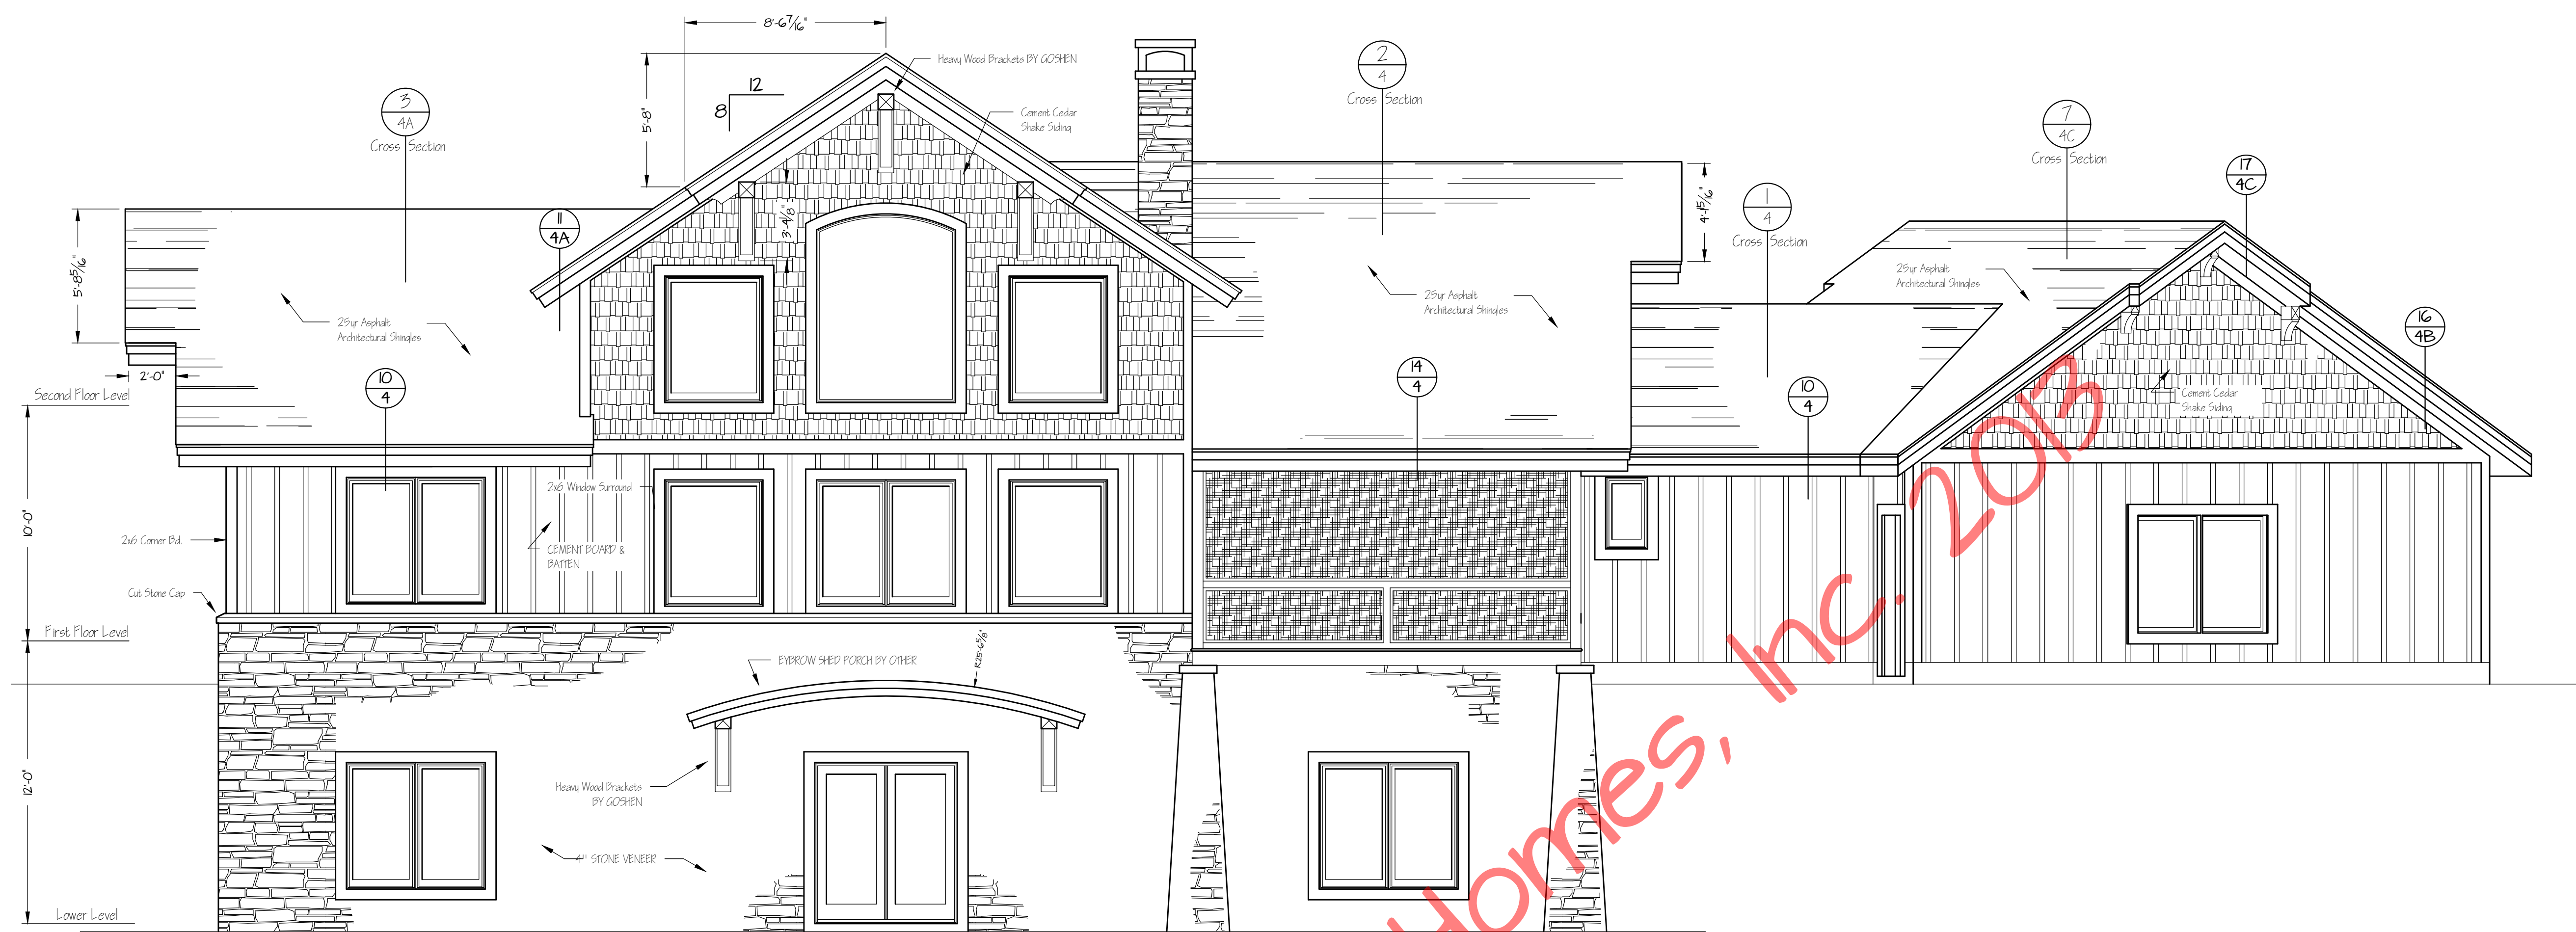 8'-6 7/16"
Heavy Wood Brackets BY GOSHEN
12
8
5'-8"
Cement Cedar
Shake Siding
3
4A
Cross Section
2
4
Cross Section
7
4C
Cross Section
17
4C
11
4A
1
4
Cross Section
4'-1 5/16"
5'-8 5/16"
3'-4 1/8"
25yr Asphalt
Architectural Shingles
25yr Asphalt
Architectural Shingles
25yr Asphalt
Architectural Shingles
16
4B
2'-0"
10
4
14
4
10
4
Second Floor Level
Cement Cedar
Shake Siding
2x6 Window Surround
10'-0"
2x6 Corner Bd.
CEMENT BOARD &
BATTEN
Cut Stone Cap
First Floor Level
EYBROW SHED PORCH BY OTHER
R25'-6 5/8"
12'-0"
Heavy Wood Brackets
BY GOSHEN
4" STONE VENEER
Lower Level
Homes, Inc. 2013